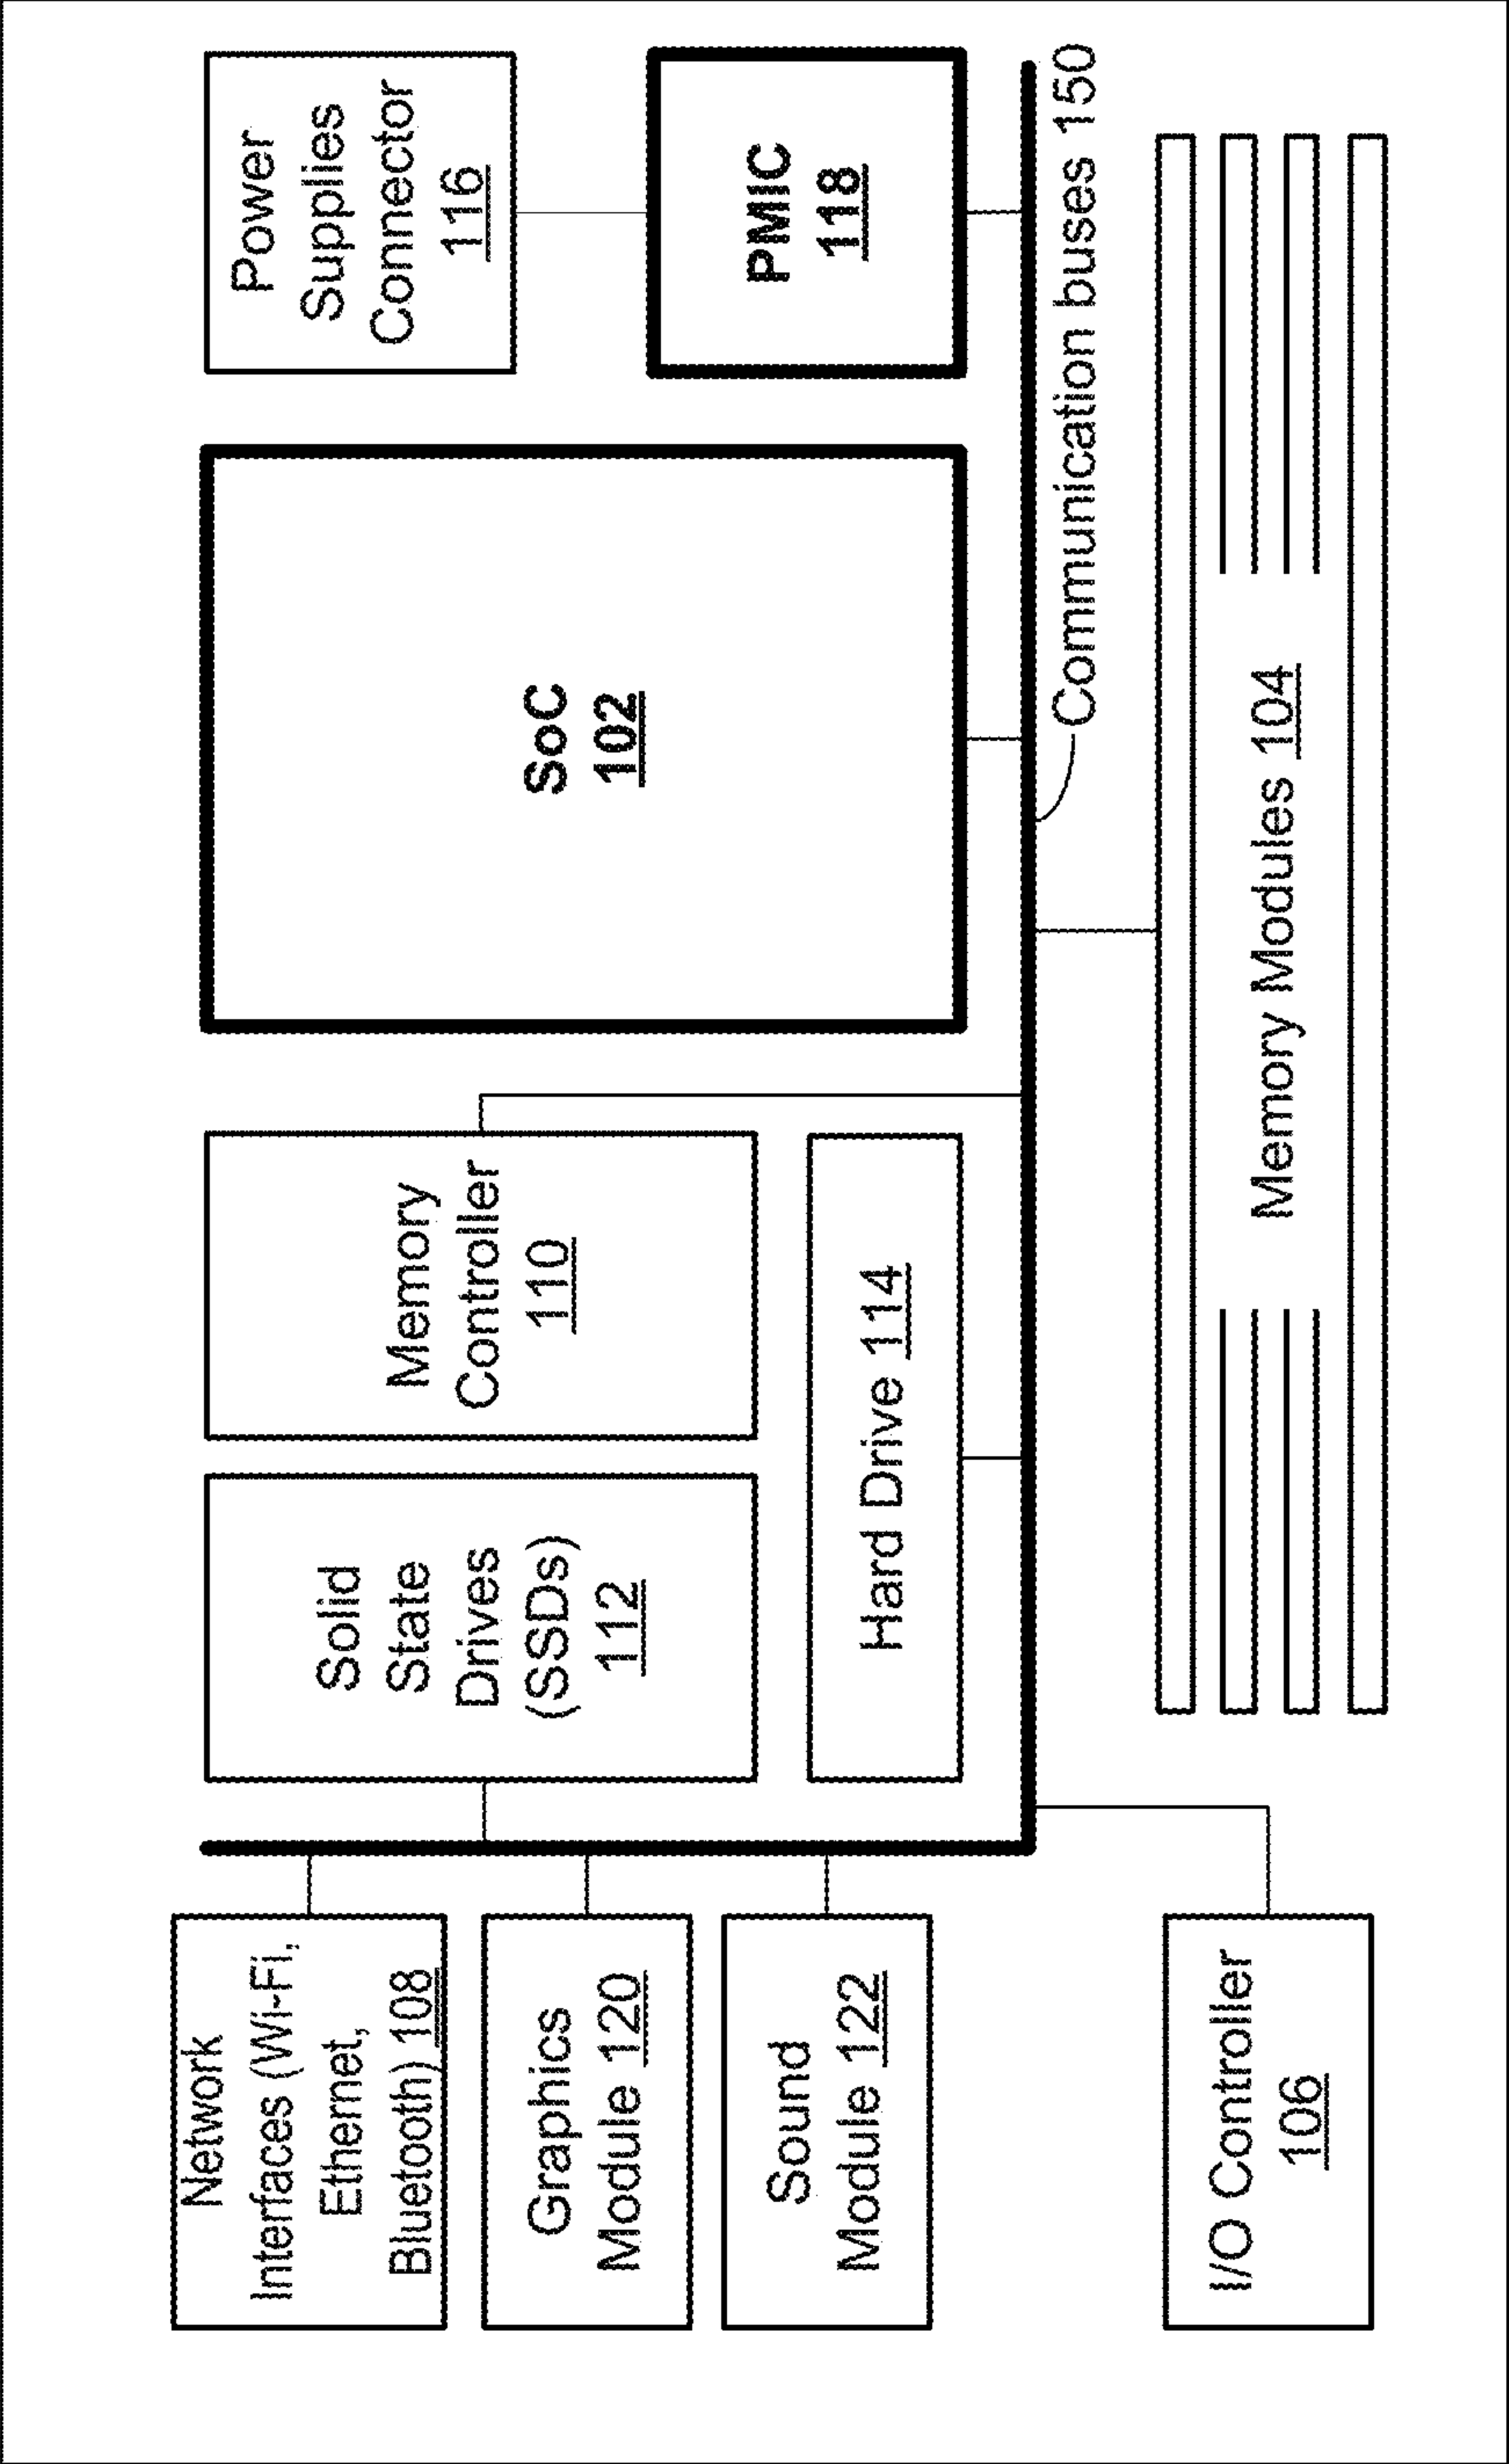 Network
Interfaces (Wi-Fi,
Ethernet,
Bluetooth) 108
Graphics
Module 120
Sound
Module 122
I/O Controller
106
Solid
State
Drives
(SSDs)
112
Memory
Controller
110
Hard Drive 114
SoC
102
Power
Supplies
Connector
116
PMIC
118
Communication buses 150
Memory Modules 104